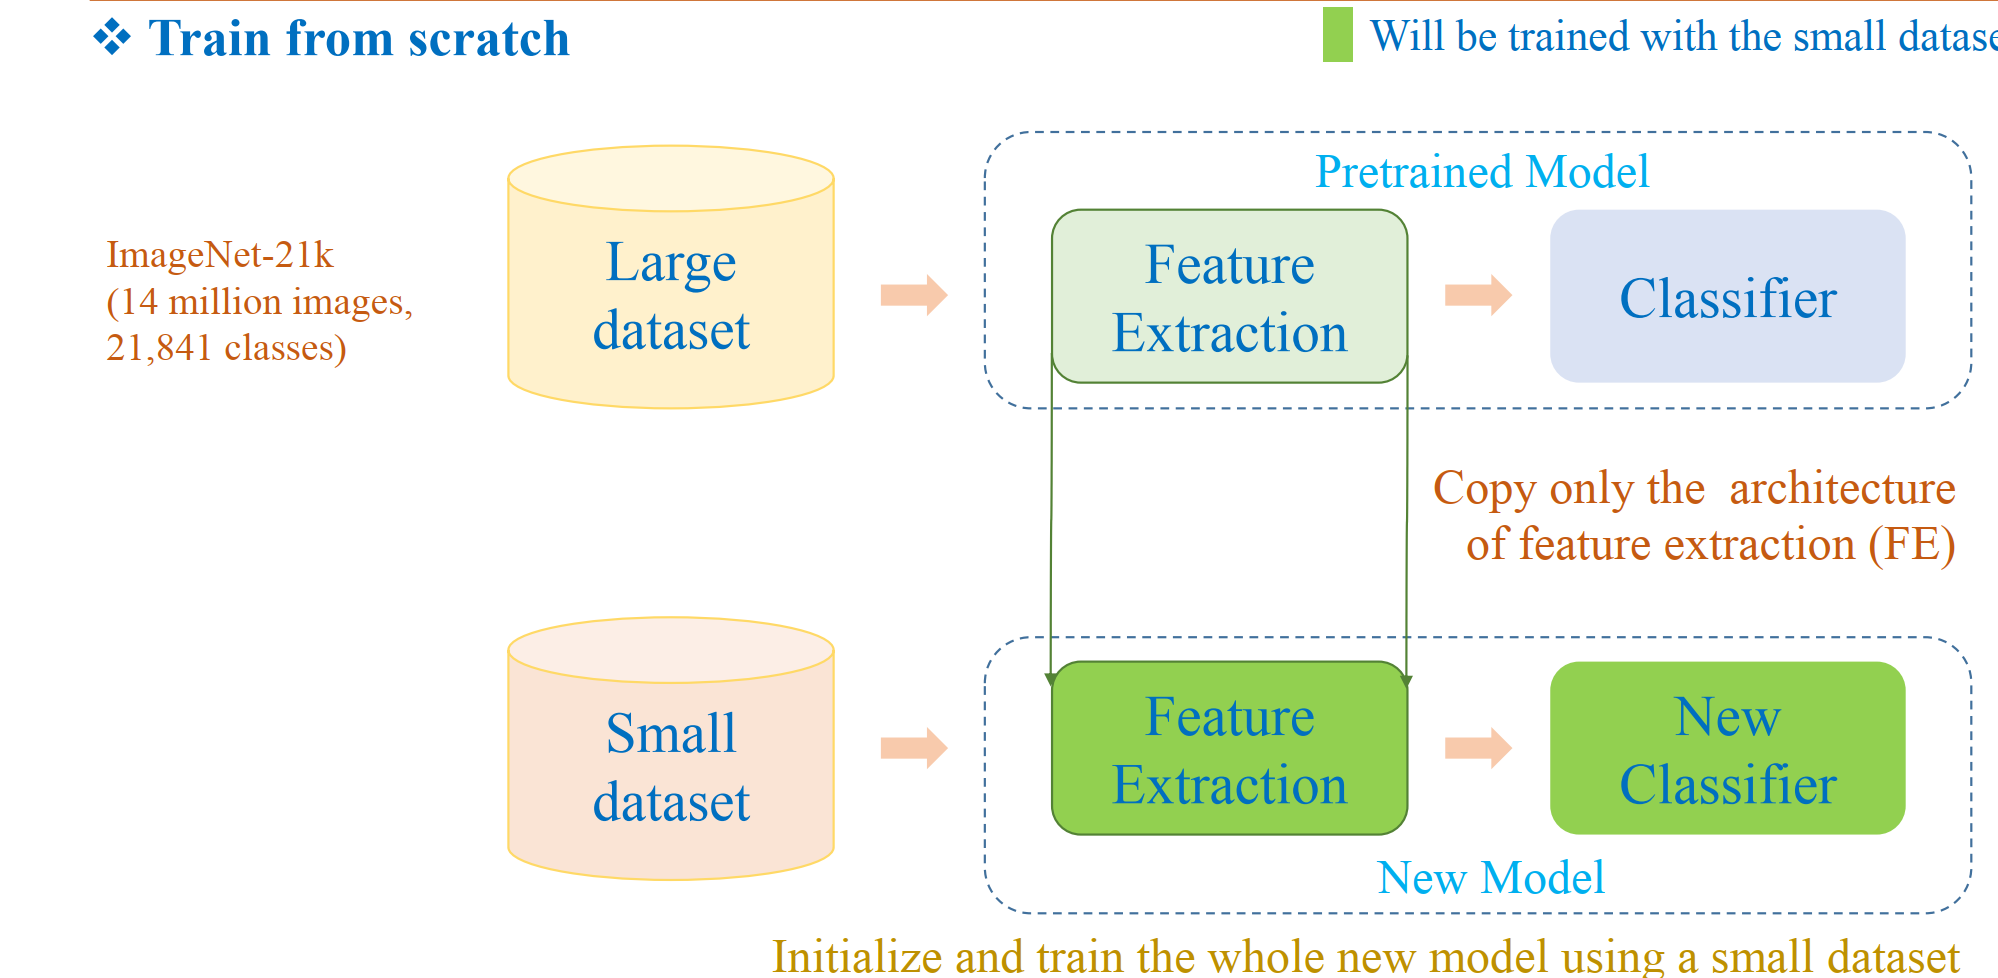 Train from scratch
Will be trained with the small datase
Pretrained Model
ImageNet-21k
(14 million images,
21,841 classes)
Large
dataset
Feature
Extraction
Classifier
Copy only the architecture
of feature extraction (FE)
Small
dataset
Feature
Extraction
New
Classifier
New Model
Initialize and train the whole new model using a small dataset